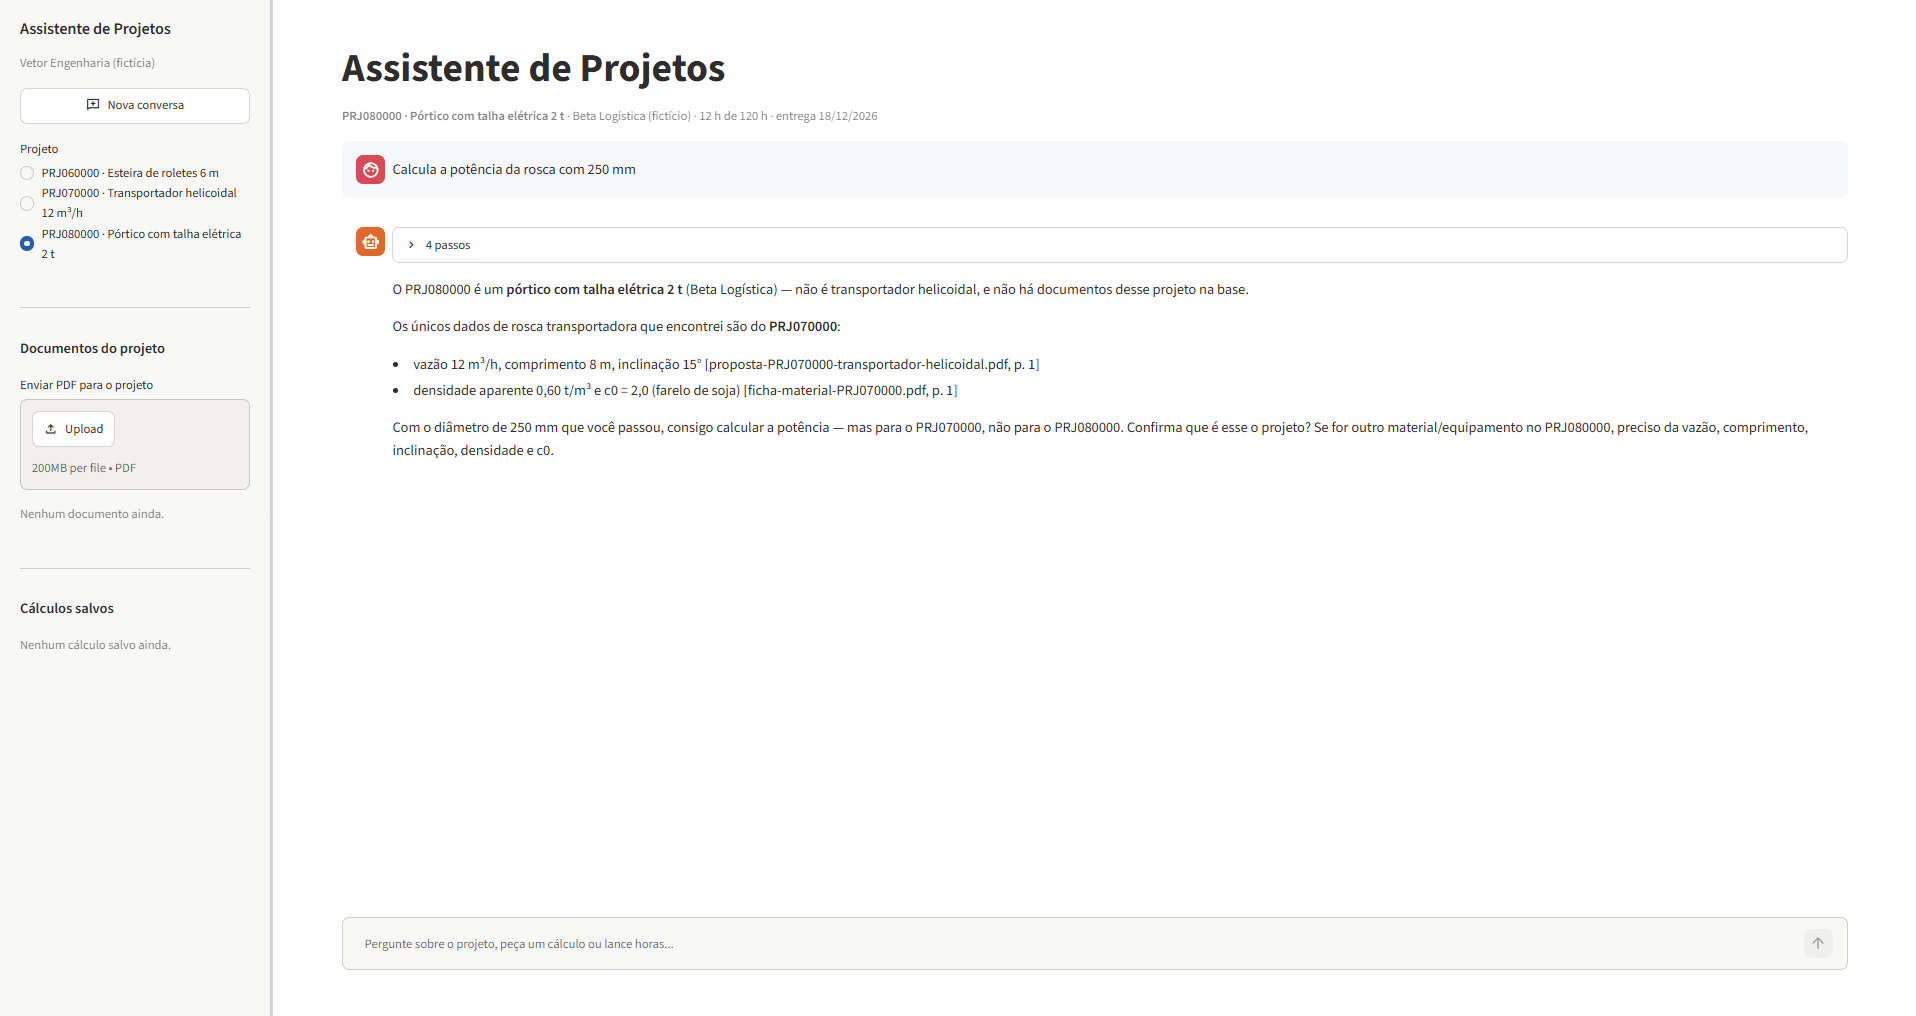 Assistente de Projetos
Vetor Engenharia (fictícia)
Nova conversa
Projeto
PRJ060000 · Esteira de roletes 6 m
PRJ070000 · Transportador helicoidal
12 m³/h
PRJ080000 · Pórtico com talha elétrica
2 t
Documentos do projeto
Enviar PDF para o projeto
Upload
200MB per file • PDF
Nenhum documento ainda.
Cálculos salvos
Nenhum cálculo salvo ainda.
Assistente de Projetos
PRJ080000 · Pórtico com talha elétrica 2 t · Beta Logística (fictício) · 12 h de 120 h · entrega 18/12/2026
Calcula a potência da rosca com 250 mm
4 passos
O PRJ080000 é um pórtico com talha elétrica 2 t (Beta Logística) — não é transportador helicoidal, e não há documentos desse projeto na base.
Os únicos dados de rosca transportadora que encontrei são do PRJ070000:
• vazão 12 m³/h, comprimento 8 m, inclinação 15° [proposta-PRJ070000-transportador-helicoidal.pdf, p. 1]
• densidade aparente 0,60 t/m³ e c0 = 2,0 (farelo de soja) [ficha-material-PRJ070000.pdf, p. 1]
Com o diâmetro de 250 mm que você passou, consigo calcular a potência — mas para o PRJ070000, não para o PRJ080000. Confirma que é esse o projeto? Se for outro material/equipamento no PRJ080000, preciso da vazão, comprimento,
inclinação, densidade e c0.
Pergunte sobre o projeto, peça um cálculo ou lance horas...